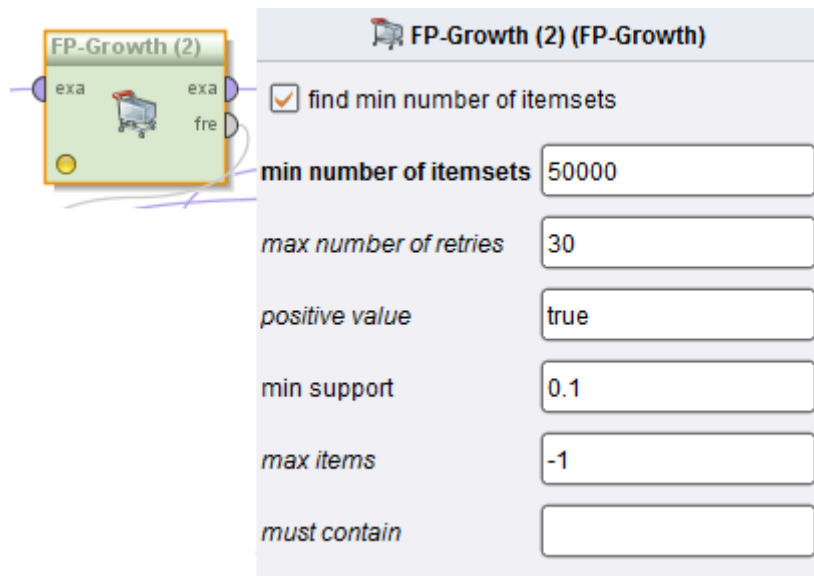 FP-Growth (2)
exa
exa
fre
FP-Growth (2) (FP-Growth)
find min number of itemsets
min number of itemsets 50000
max number of retries 30
positive value true
min support 0.1
max items -1
must contain